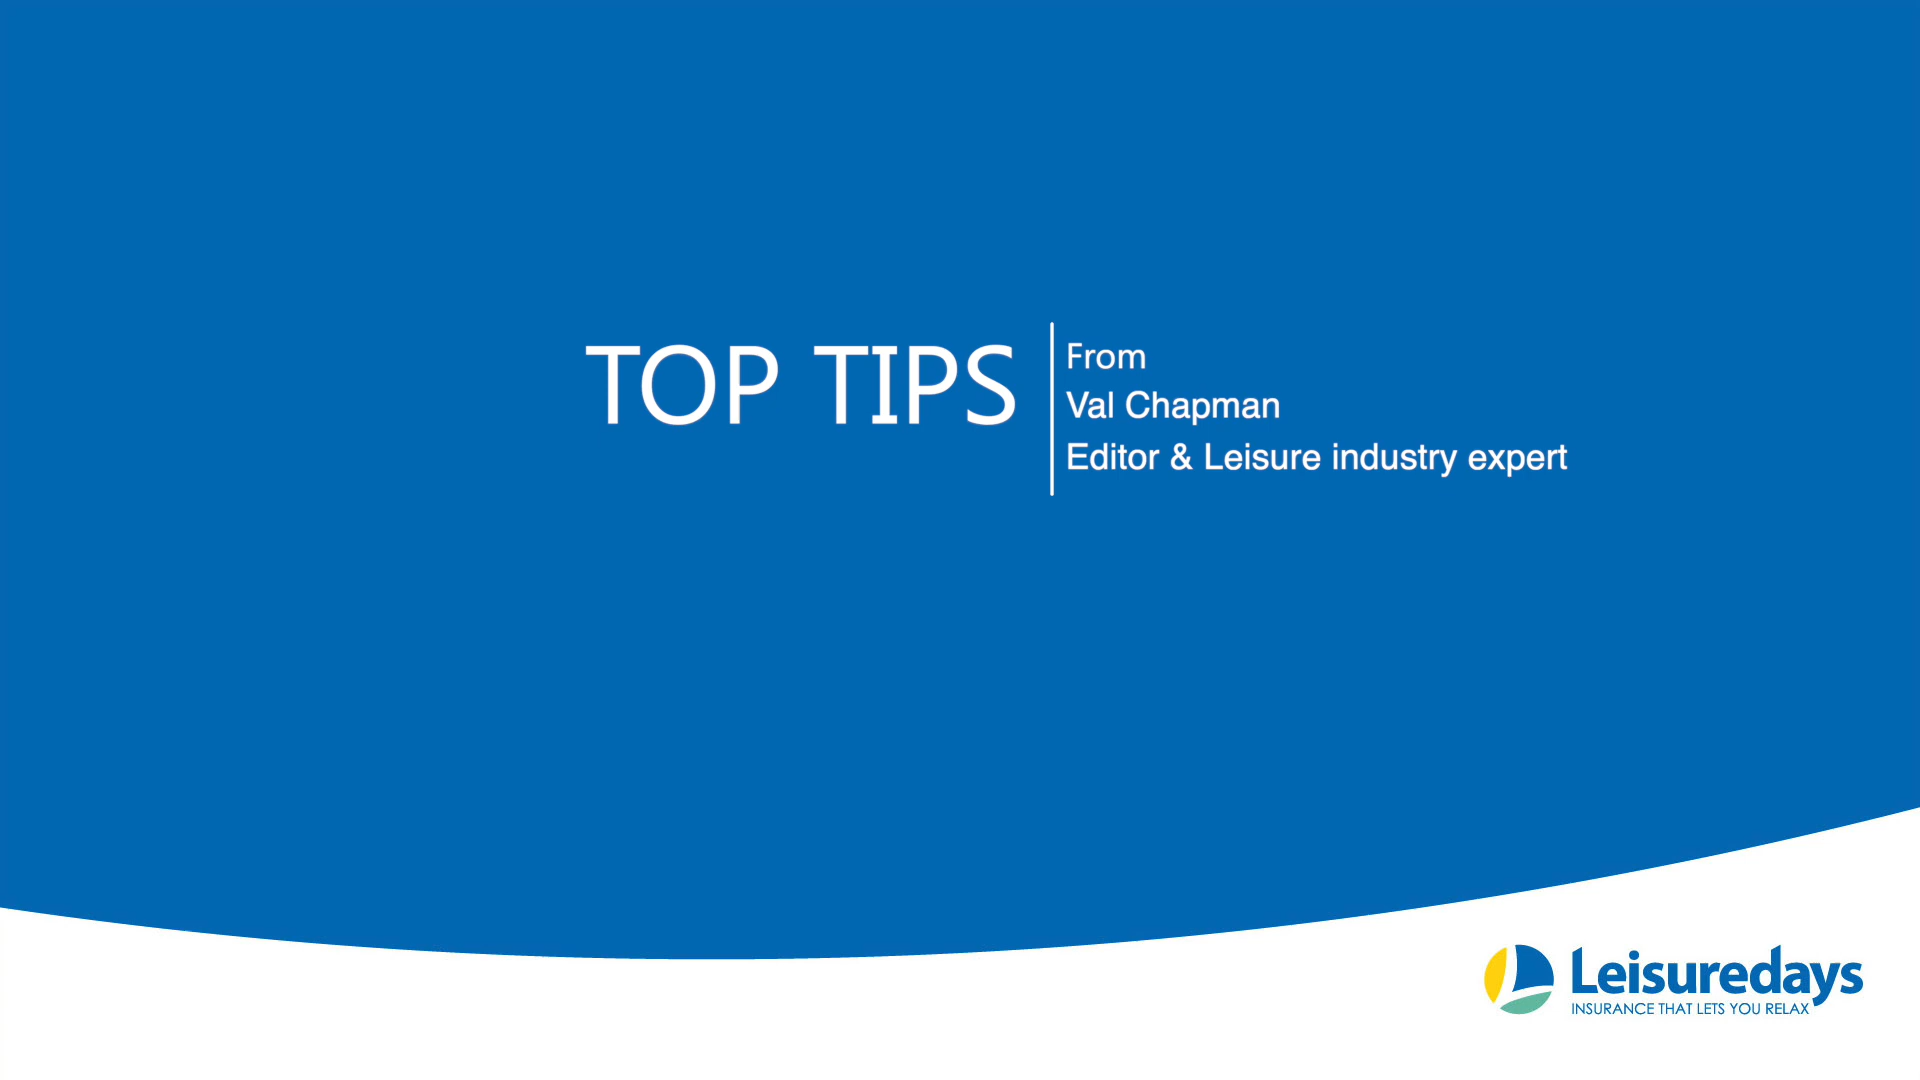 TOP TIPS
From
Val Chapman
Editor & Leisure industry expert
Leisuredays
INSURANCE THAT LETS YOU RELAX